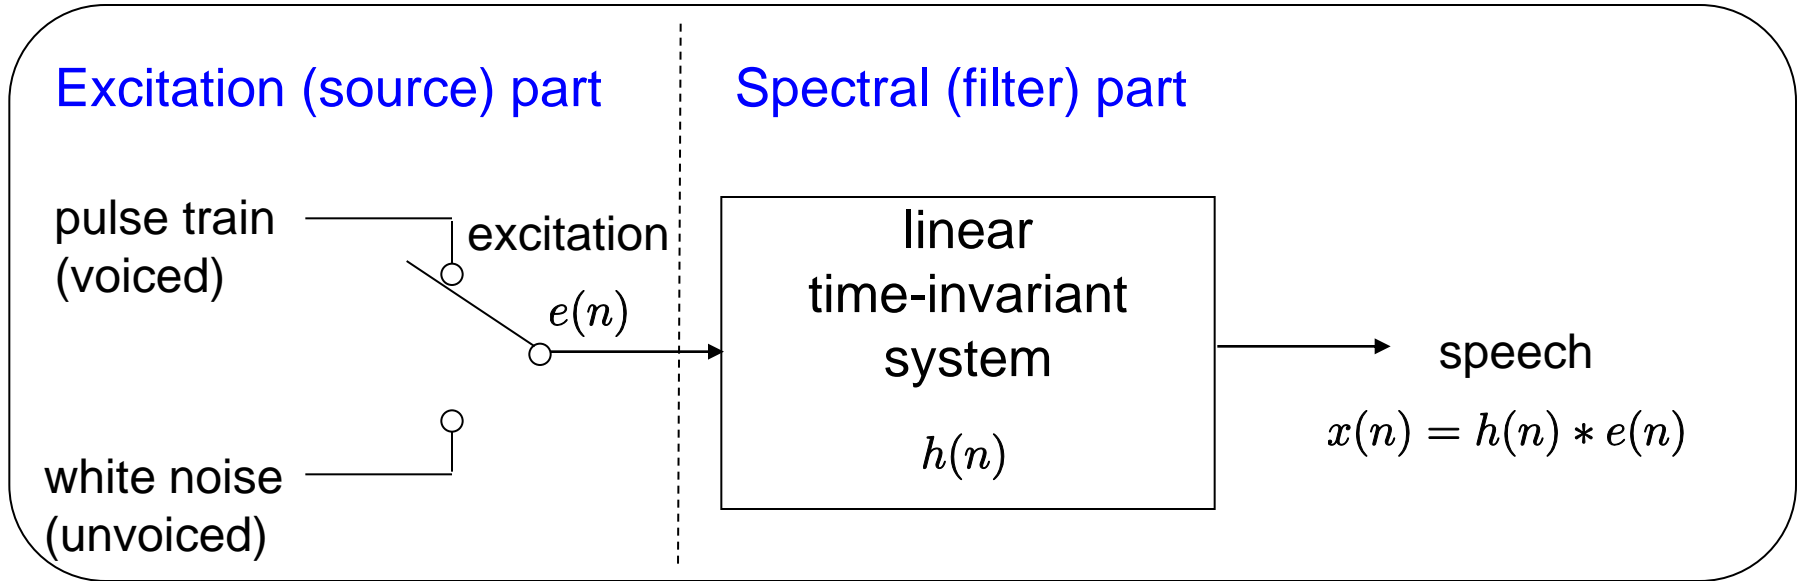 Excitation (source) part
Spectral (filter) part
pulse train
(voiced)
excitation
e(n)
white noise
(unvoiced)
linear
time-invariant
system
h(n)
speech
x(n) = h(n) ∗ e(n)